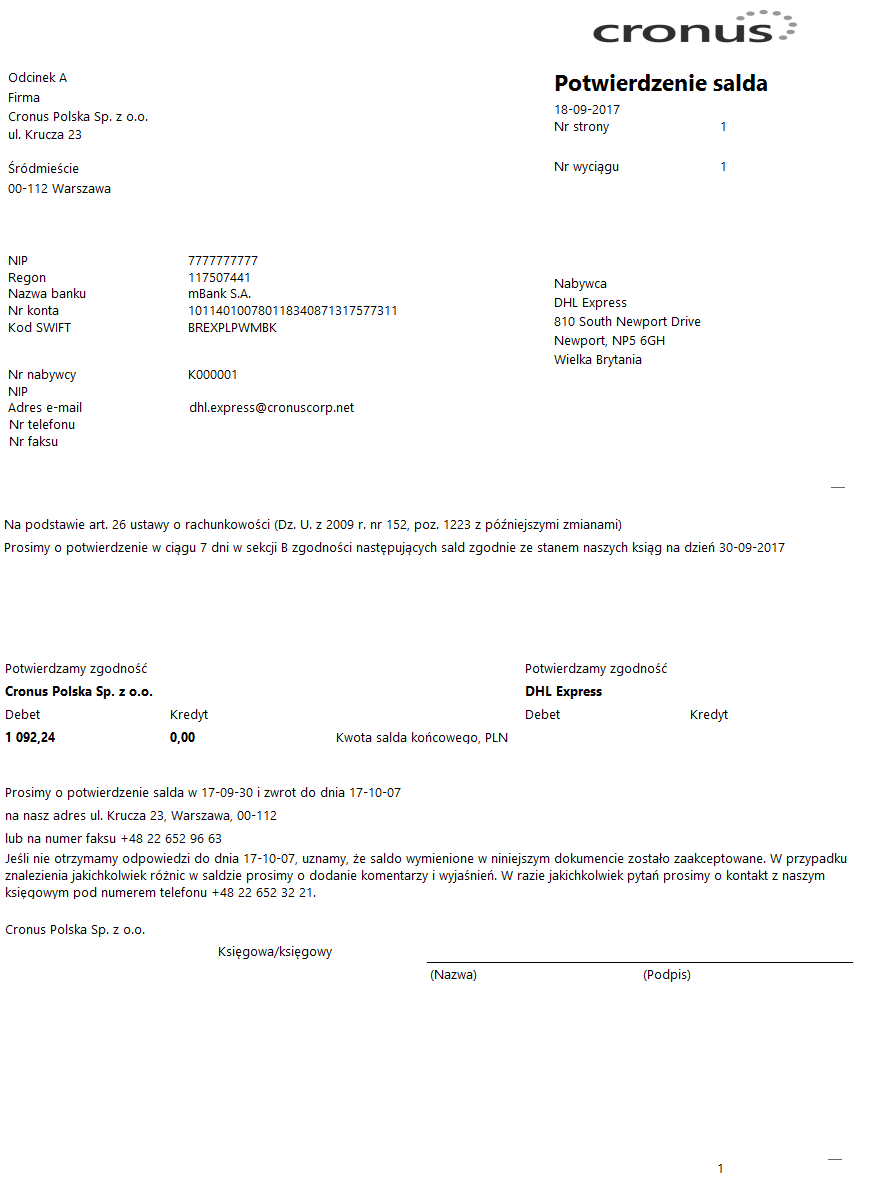 cronus
Odcinek A
Firma
Cronus Polska Sp. z o.o.
ul. Krucza 23
Śródmieście
00-112 Warszawa
Potwierdzenie salda
18-09-2017
Nr strony 1
Nr wyciągu 1
NIP 7777777777
Regon 117507441
Nazwa banku mBank S.A.
Nr konta 10114010078011834087131757 7311
Kod SWIFT BREXPLPWMBK
Nabywca
DHL Express
810 South Newport Drive
Newport, NP5 6GH
Wielka Brytania
Nr nabywcy K000001
NIP
Adres e-mail dhl.express@cronuscorp.net
Nr telefonu
Nr faksu
Na podstawie art. 26 ustawy o rachunkowości (Dz. U. z 2009 r. nr 152, poz. 1223 z późniejszymi zmianami)
Prosimy o potwierdzenie w ciągu 7 dni w sekcji B zgodności następujących sald zgodnie ze stanem naszych ksiąg na dzień 30-09-2017
Potwierdzamy zgodność Potwierdzamy zgodność
Cronus Polska Sp. z o.o. DHL Express
Debet Kredyt Debet Kredyt
1 092,24 0,00 Kwota salda końcowego, PLN
Prosimy o potwierdzenie salda w 17-09-30 i zwrot do dnia 17-10-07
na nasz adres ul. Krucza 23, Warszawa, 00-112
lub na numer faksu +48 22 652 96 63
Jeśli nie otrzymamy odpowiedzi do dnia 17-10-07, uznamy, że saldo wymienione w niniejszym dokumencie zostało zaakceptowane. W przypadku
znalezienia jakichkolwiek różnic w saldzie prosimy o dodanie komentarzy i wyjaśnień. W razie jakichkolwiek pytań prosimy o kontakt z naszym
księgowym pod numerem telefonu +48 22 652 32 21.
Cronus Polska Sp. z o.o.
Księgowa/księgowy
(Nazwa) (Podpis)
1